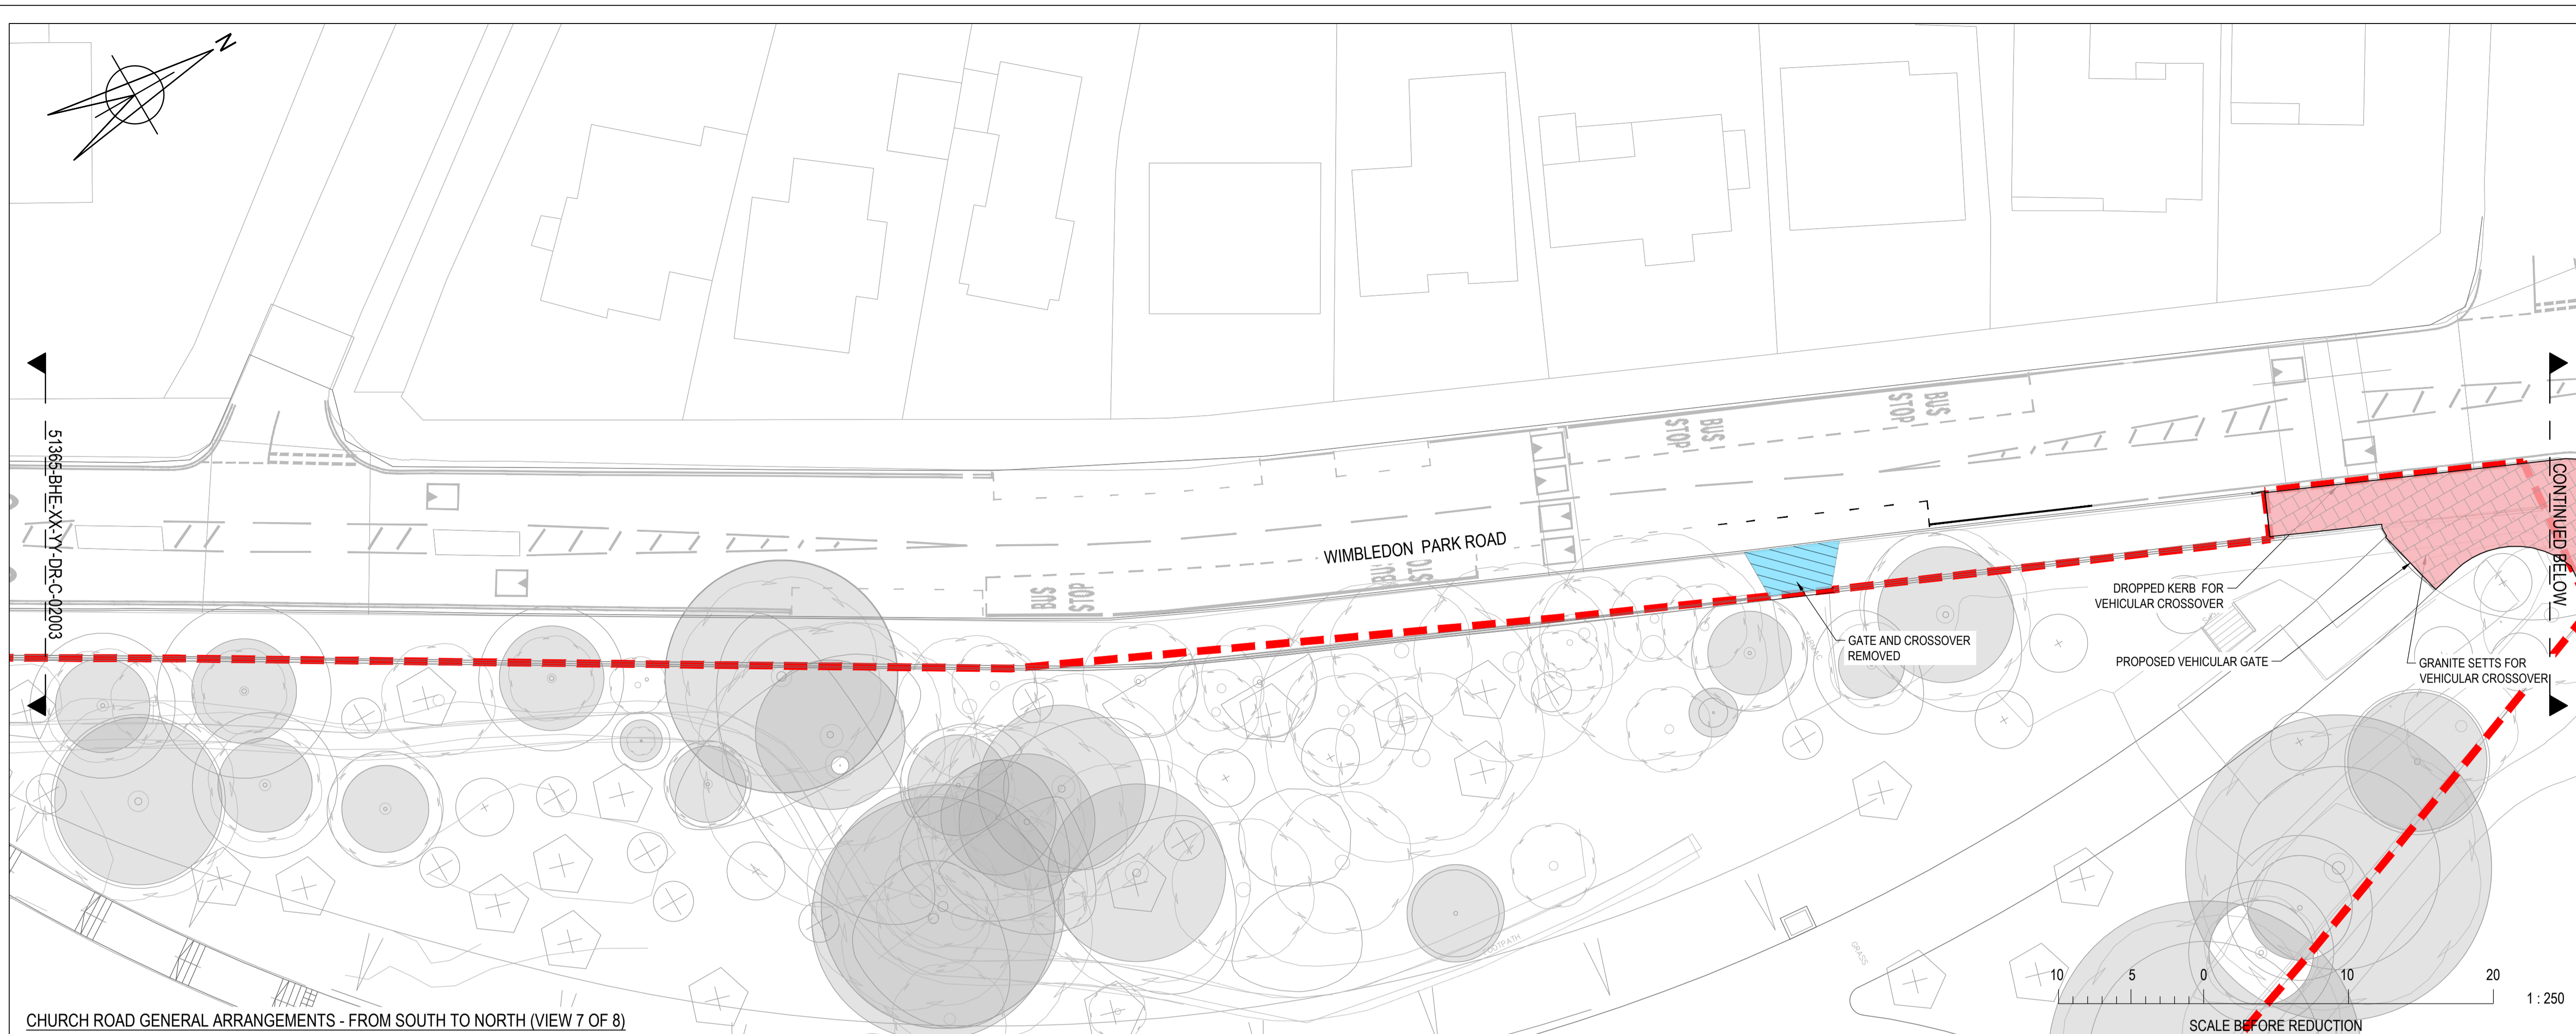 N
BUS
STOP
BUS
STOP
51365-BHE-XX-YY-DR-C-02003
CONTINUED BELOW
WIMBLEDON PARK ROAD
BUS
STOP
DROPPED KERB FOR
VEHICULAR CROSSOVER
GATE AND CROSSOVER
REMOVED
PROPOSED VEHICULAR GATE
GRANITE SETTS FOR
VEHICULAR CROSSOVER
TARMAC
GRASS
10 5 0 10 20
1 : 250
SCALE BEFORE REDUCTION
CHURCH ROAD GENERAL ARRANGEMENTS - FROM SOUTH TO NORTH (VIEW 7 OF 8)